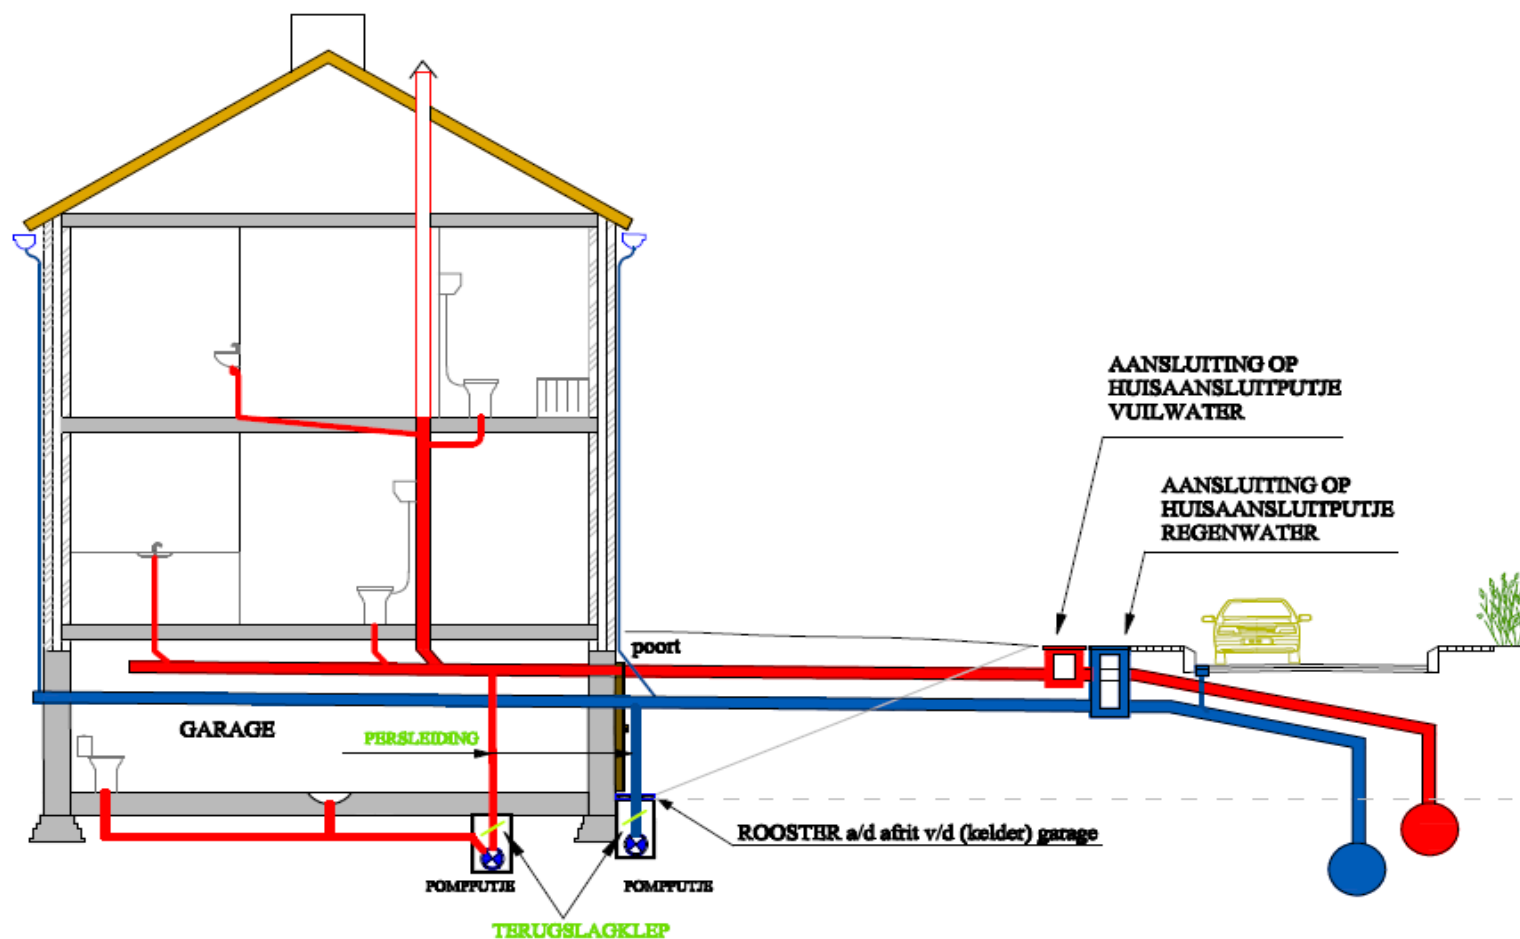 AANSLUITING OP
HUISAANSLUITPUTJE
VUILWATER
AANSLUITING OP
HUISAANSLUITPUTJE
REGENWATER
poort
GARAGE
PERSLEIDING
ROOSTER a/d afrit v/d (kelder) garage
POMPPUTJE
POMPPUTJE
TERUGSLAGKLEP